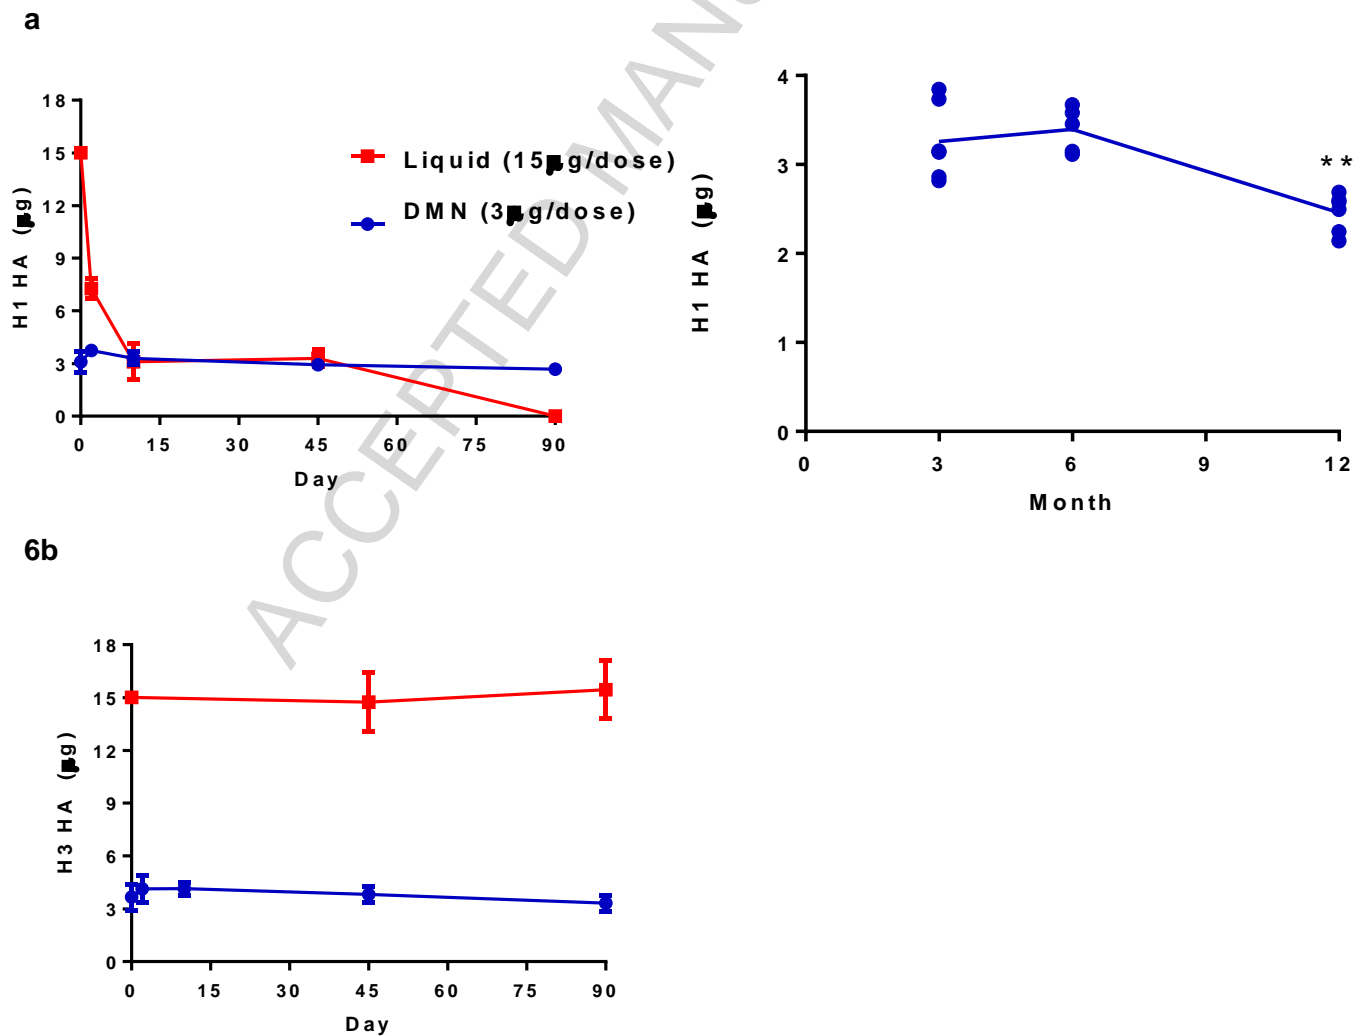 a
18
15
12
9
6
3
0
H1 HA (µg)
0 15 30 45 60 75 90
Day
Liquid (15µg/dose)
DMN (3µg/dose)
4
3
2
1
0
H1 HA (µg)
**
0 3 6 9 12
Month
ACCEPTED MANU
6b
18
15
12
9
6
3
0
H3 HA (µg)
0 15 30 45 60 75 90
Day